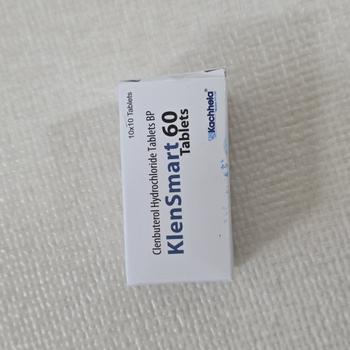 10x10 Tablets
Clenbuterol Hydrochloride Tablets BP
KlenSmart 60
Tablets
Kachhela